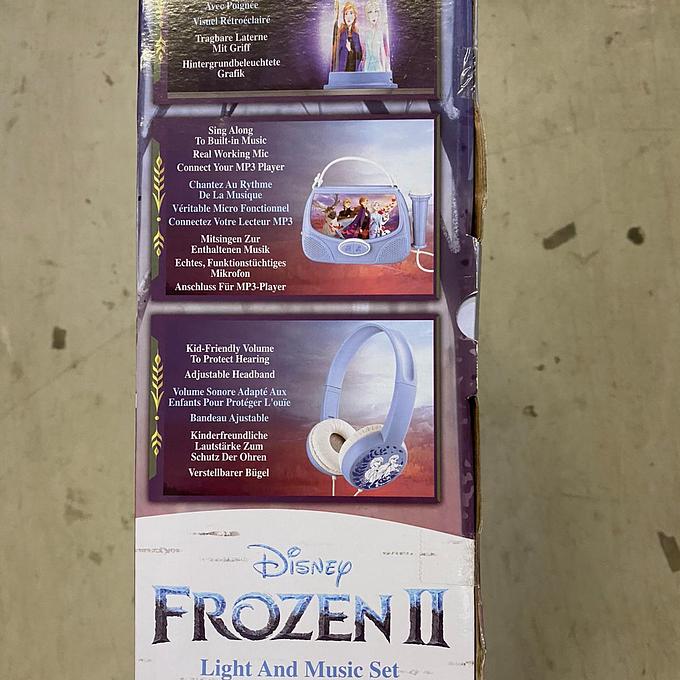 Avec Poignée
Visuel Rétroéclairé
Tragbare Laterne
Mit Griff
Hintergrundbeleuchtete
Grafik
Sing Along
To Built-in Music
Real Working Mic
Connect Your MP3 Player
Chantez Au Rythme
De La Musique
Véritable Micro Fonctionnel
Connectez Votre Lecteur MP3
Mitsingen Zur
Enthaltenen Musik
Echtes, Funktionstüchtiges
Mikrofon
Anschluss Für MP3-Player
Kid-Friendly Volume
To Protect Hearing
Adjustable Headband
Volume Sonore Adapté Aux
Enfants Pour Protéger L'ouïe
Bandeau Ajustable
Kinderfreundliche
Lautstärke Zum
Schutz Der Ohren
Verstellbarer Bügel
Disney
FROZEN II
Light And Music Set